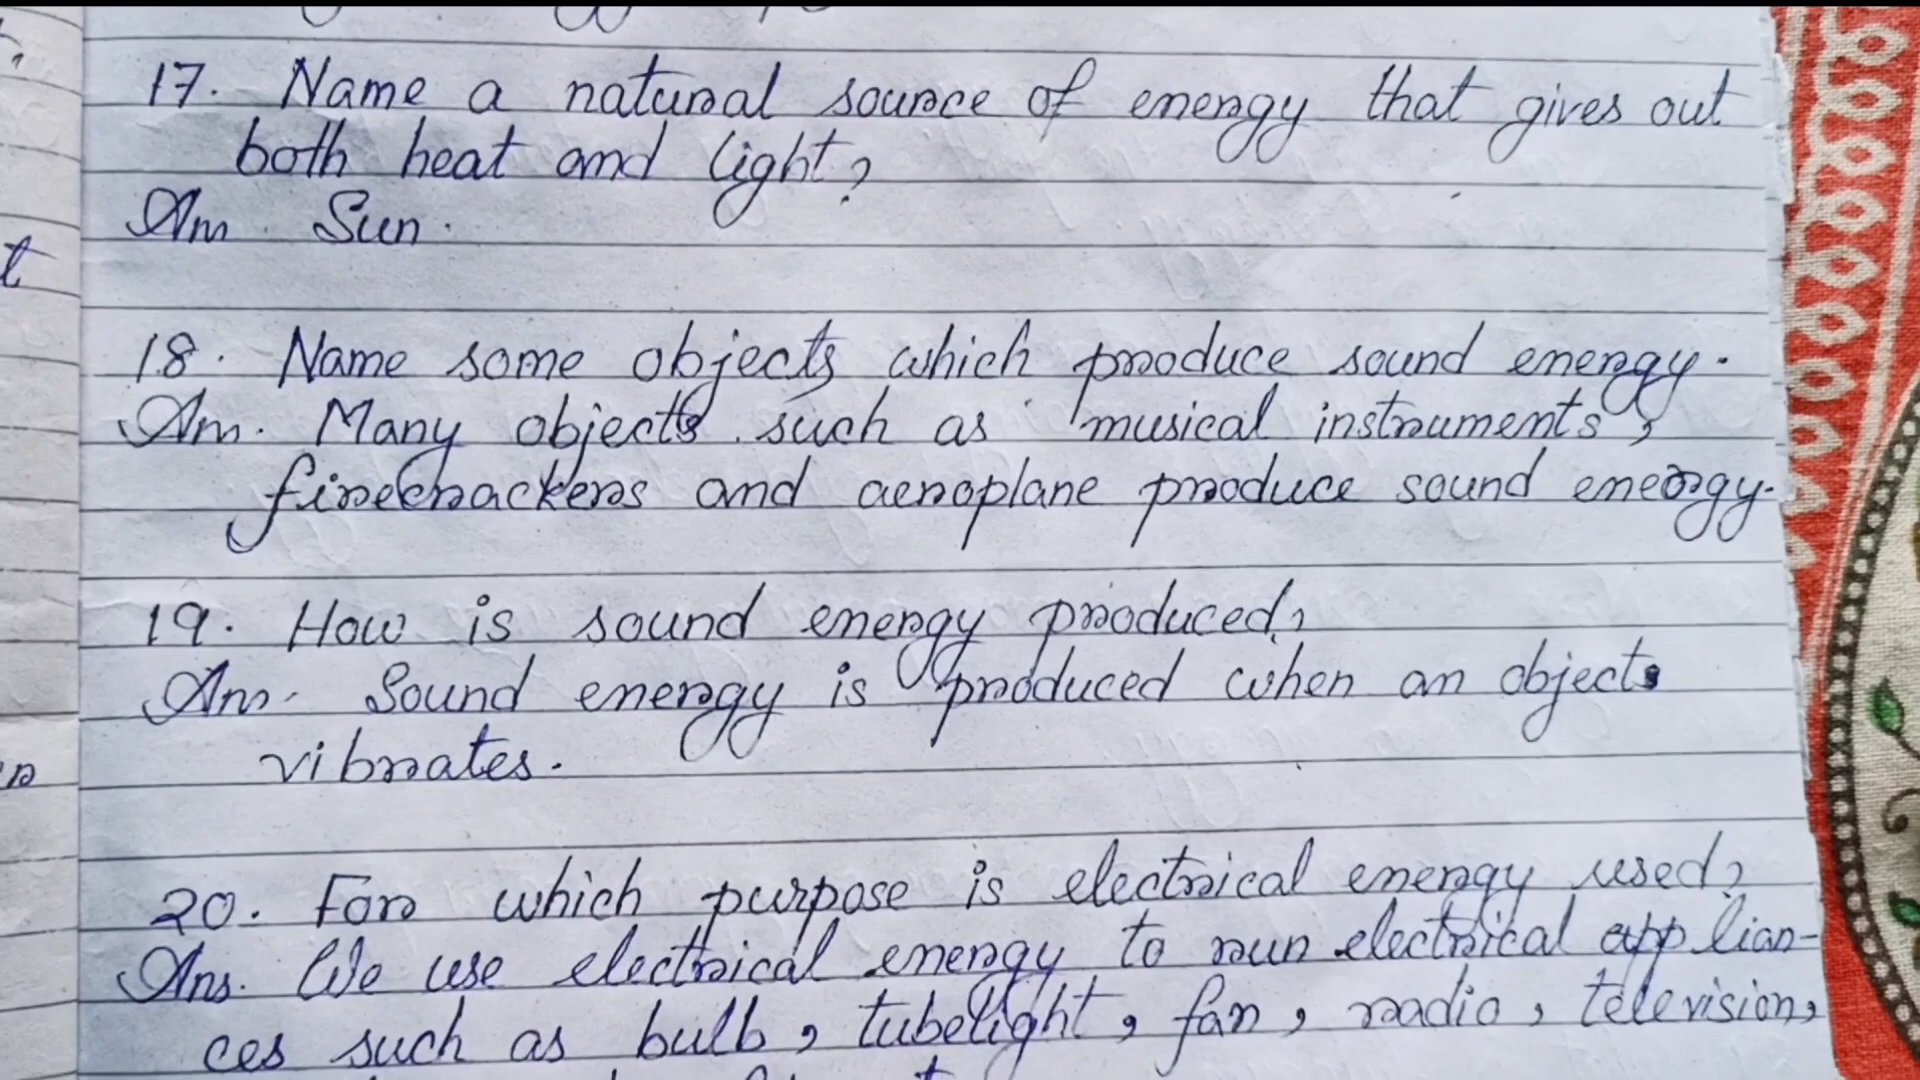 17. Name a natural source of energy that gives out
both heat and light?
Ans. Sun.
18. Name some objects which produce sound energy.
Ans. Many objects such as musical instruments,
firecrackers and aeroplane produce sound energy.
19. How is sound energy produced?
Ans. Sound energy is produced when an object
vibrates.
20. For which purpose is electrical energy used?
Ans. We use electrical energy to run electrical applian-
ces such as bulb, tubelight, fan, radio, television,